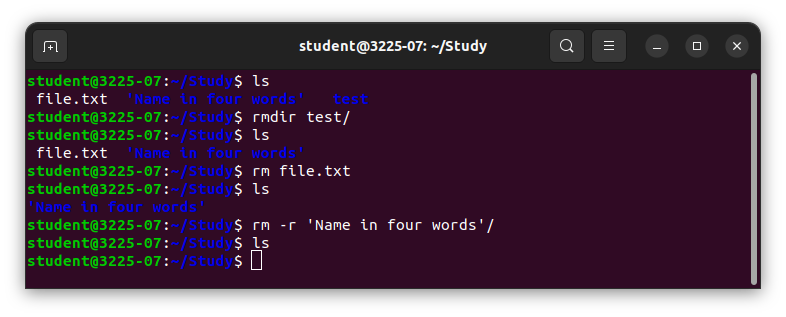 student@3225-07: ~/Study
student@3225-07:~/Study$ ls
 file.txt  'Name in four words'   test
student@3225-07:~/Study$ rmdir test/
student@3225-07:~/Study$ ls
 file.txt  'Name in four words'
student@3225-07:~/Study$ rm file.txt
student@3225-07:~/Study$ ls
'Name in four words'
student@3225-07:~/Study$ rm -r 'Name in four words'/
student@3225-07:~/Study$ ls
student@3225-07:~/Study$